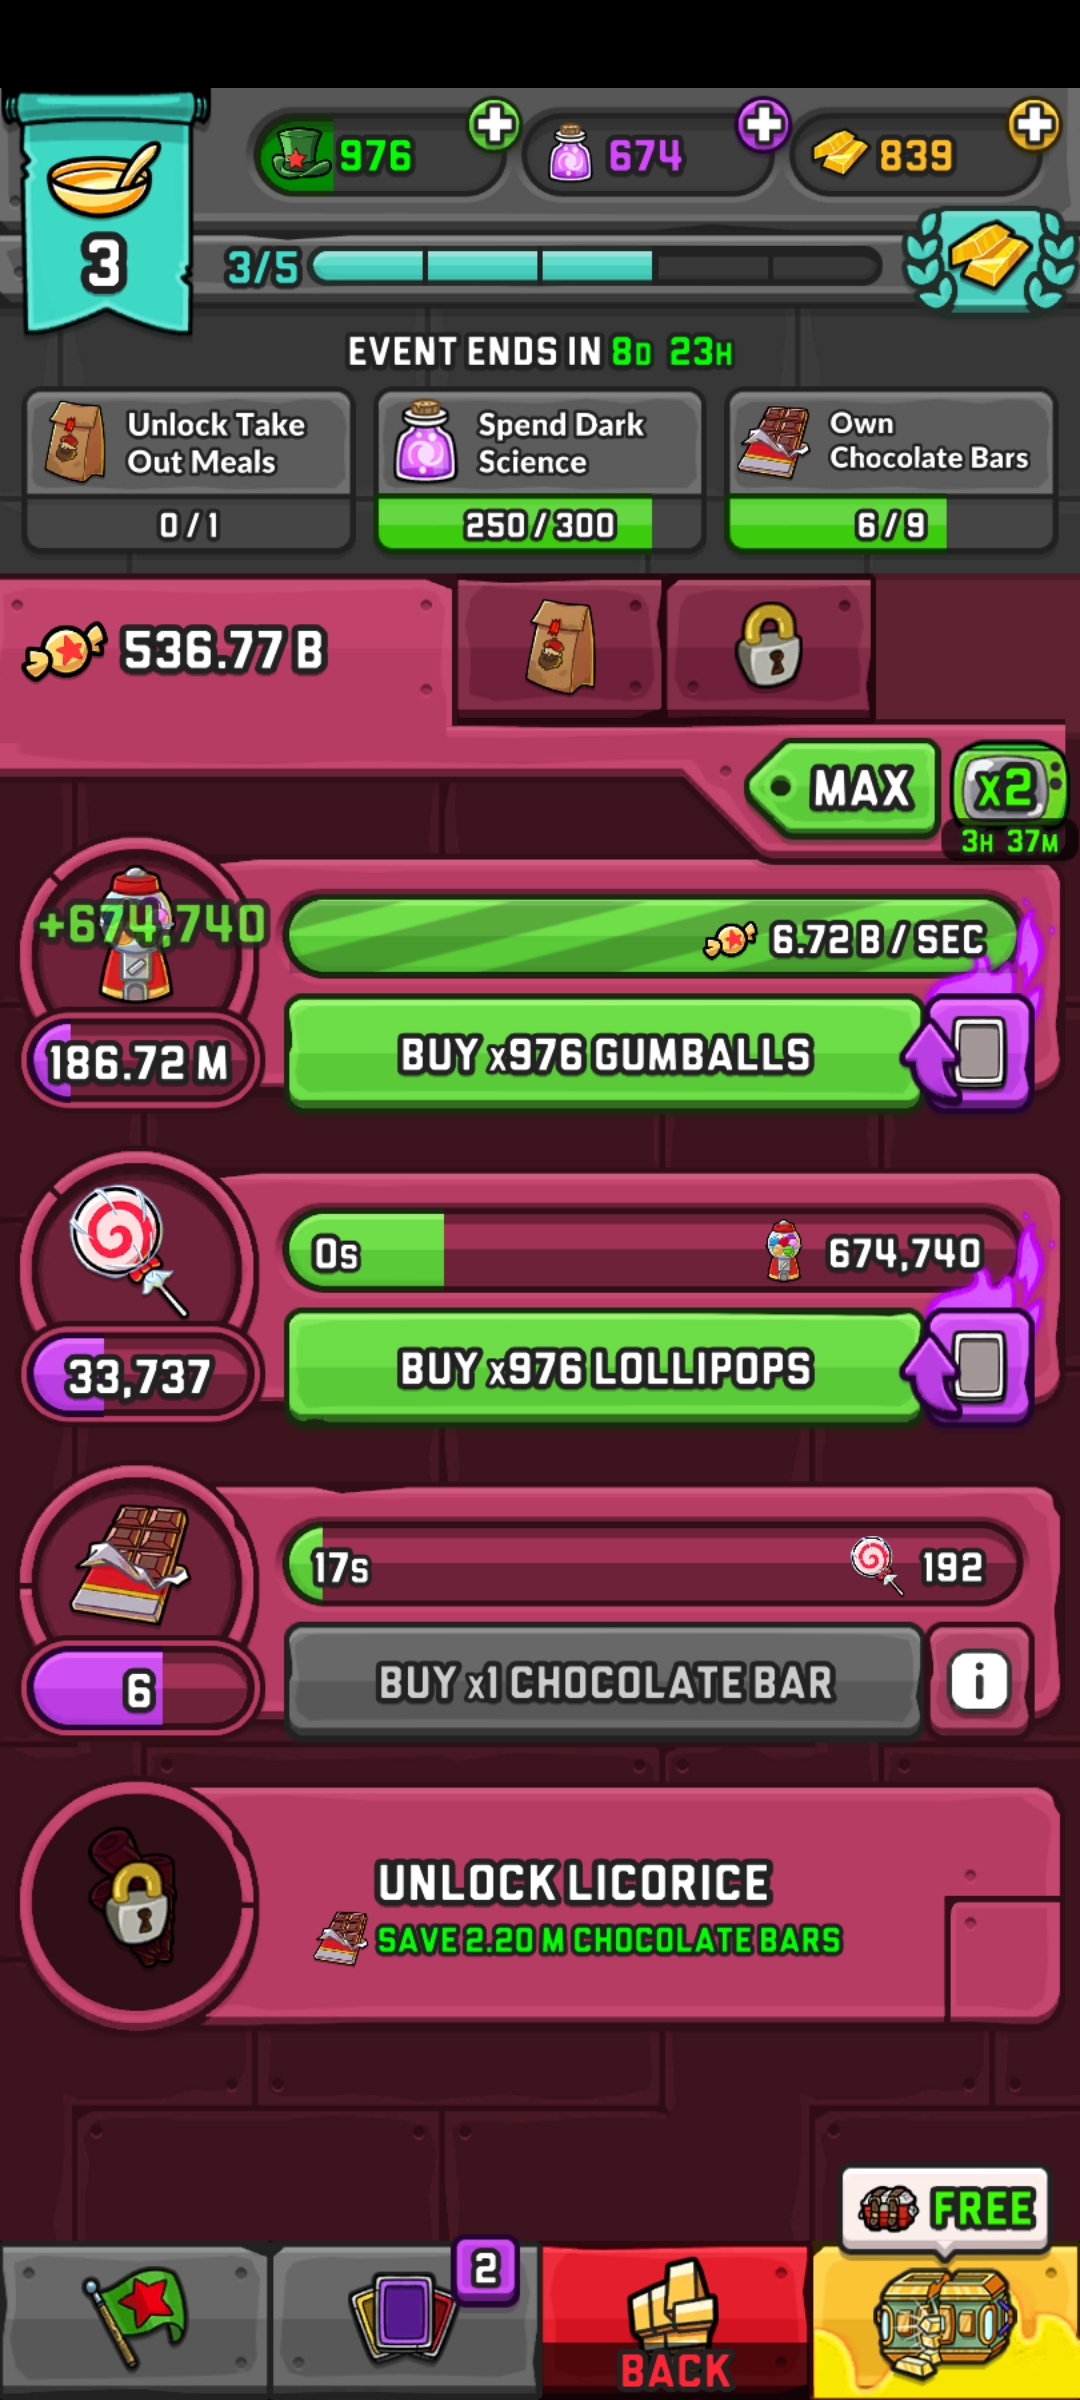 976
674
839
3
3/5
EVENT ENDS IN 8D 23H
Unlock Take
Out Meals
0/1
Spend Dark
Science
250/300
Own
Chocolate Bars
6/9
536.77 B
MAX
x2
3H 37M
+674,740
6.72 B / SEC
186.72 M
BUY x976 GUMBALLS
0s
674,740
33,737
BUY x976 LOLLIPOPS
17s
192
6
BUY x1 CHOCOLATE BAR
i
UNLOCK LICORICE
SAVE 2.20 M CHOCOLATE BARS
FREE
2
BACK